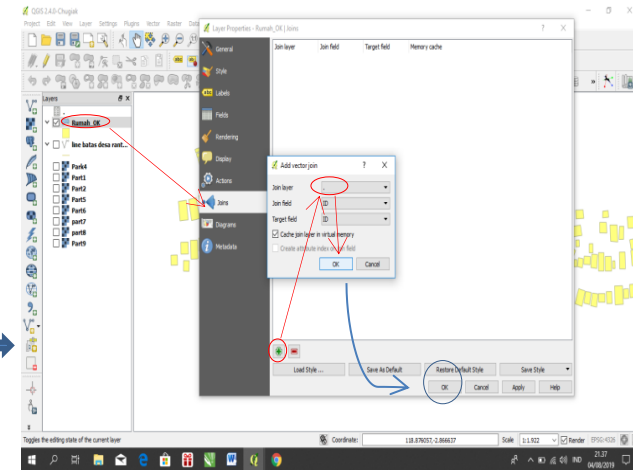 QGIS 2.4.0-Chugiak
Project Edit View Layer Settings Plugins Vector Raster
Layer Properties - Rumah_OK | Joins
General
Style
Labels
Fields
Rendering
Display
Actions
Joins
Diagrams
Metadata
Join layer Join field Target field Memory cache
Layers
Rumah_OK
line batas desa rant...
Park4
Part1
Part2
Part5
Part6
part7
part8
Part9
Add vector join
Join layer
Join field ID
Target field ID
Cache join layer in virtual memory
Create attribute index on join field
OK Cancel
Load Style ... Save As Default Restore Default Style Save Style
OK Cancel Apply Help
Toggles the editing state of the current layer
Coordinate: 118.879057,-2.866637 Scale 1:1.922 Render EPSG:4326
IND 21.37
04/08/2019